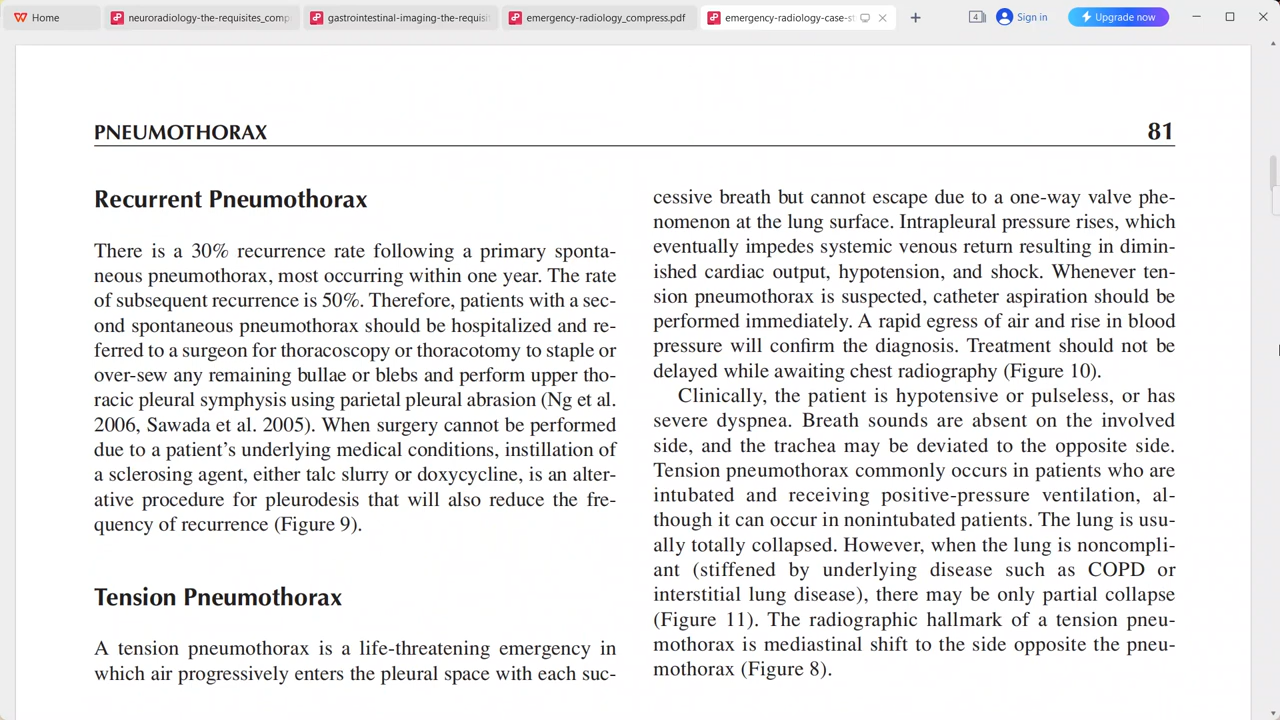 Home
neuroradiology-the-requisites_comp
gastrointestinal-imaging-the-requisit
emergency-radiology_compress.pdf
emergency-radiology-case-st
4
Sign in
Upgrade now
PNEUMOTHORAX
81
Recurrent Pneumothorax
There is a 30% recurrence rate following a primary sponta-
neous pneumothorax, most occurring within one year. The rate
of subsequent recurrence is 50%. Therefore, patients with a sec-
ond spontaneous pneumothorax should be hospitalized and re-
ferred to a surgeon for thoracoscopy or thoracotomy to staple or
over-sew any remaining bullae or blebs and perform upper tho-
racic pleural symphysis using parietal pleural abrasion (Ng et al.
2006, Sawada et al. 2005). When surgery cannot be performed
due to a patient's underlying medical conditions, instillation of
a sclerosing agent, either talc slurry or doxycycline, is an alter-
ative procedure for pleurodesis that will also reduce the fre-
quency of recurrence (Figure 9).
Tension Pneumothorax
A tension pneumothorax is a life-threatening emergency in
which air progressively enters the pleural space with each suc-
cessive breath but cannot escape due to a one-way valve phe-
nomenon at the lung surface. Intrapleural pressure rises, which
eventually impedes systemic venous return resulting in dimin-
ished cardiac output, hypotension, and shock. Whenever ten-
sion pneumothorax is suspected, catheter aspiration should be
performed immediately. A rapid egress of air and rise in blood
pressure will confirm the diagnosis. Treatment should not be
delayed while awaiting chest radiography (Figure 10).
Clinically, the patient is hypotensive or pulseless, or has
severe dyspnea. Breath sounds are absent on the involved
side, and the trachea may be deviated to the opposite side.
Tension pneumothorax commonly occurs in patients who are
intubated and receiving positive-pressure ventilation, al-
though it can occur in nonintubated patients. The lung is usu-
ally totally collapsed. However, when the lung is noncompli-
ant (stiffened by underlying disease such as COPD or
interstitial lung disease), there may be only partial collapse
(Figure 11). The radiographic hallmark of a tension pneu-
mothorax is mediastinal shift to the side opposite the pneu-
mothorax (Figure 8).